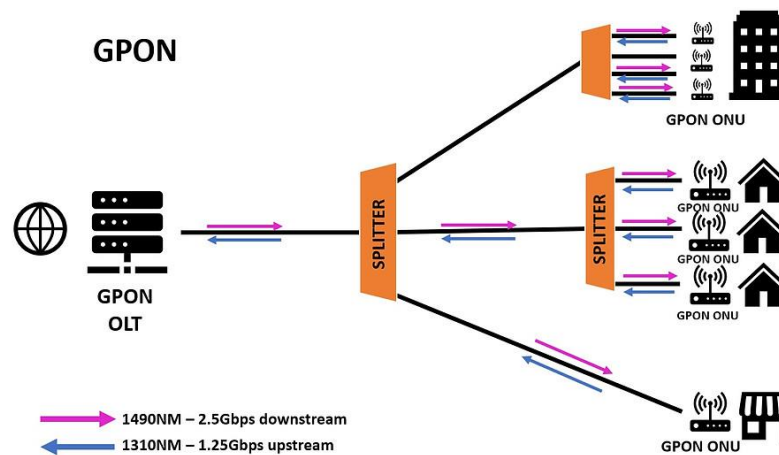 GPON
GPON ONU
SPLITTER
SPLITTER
GPON ONU
GPON ONU
GPON ONU
GPON
OLT
1490NM – 2.5Gbps downstream
1310NM – 1.25Gbps upstream
GPON ONU